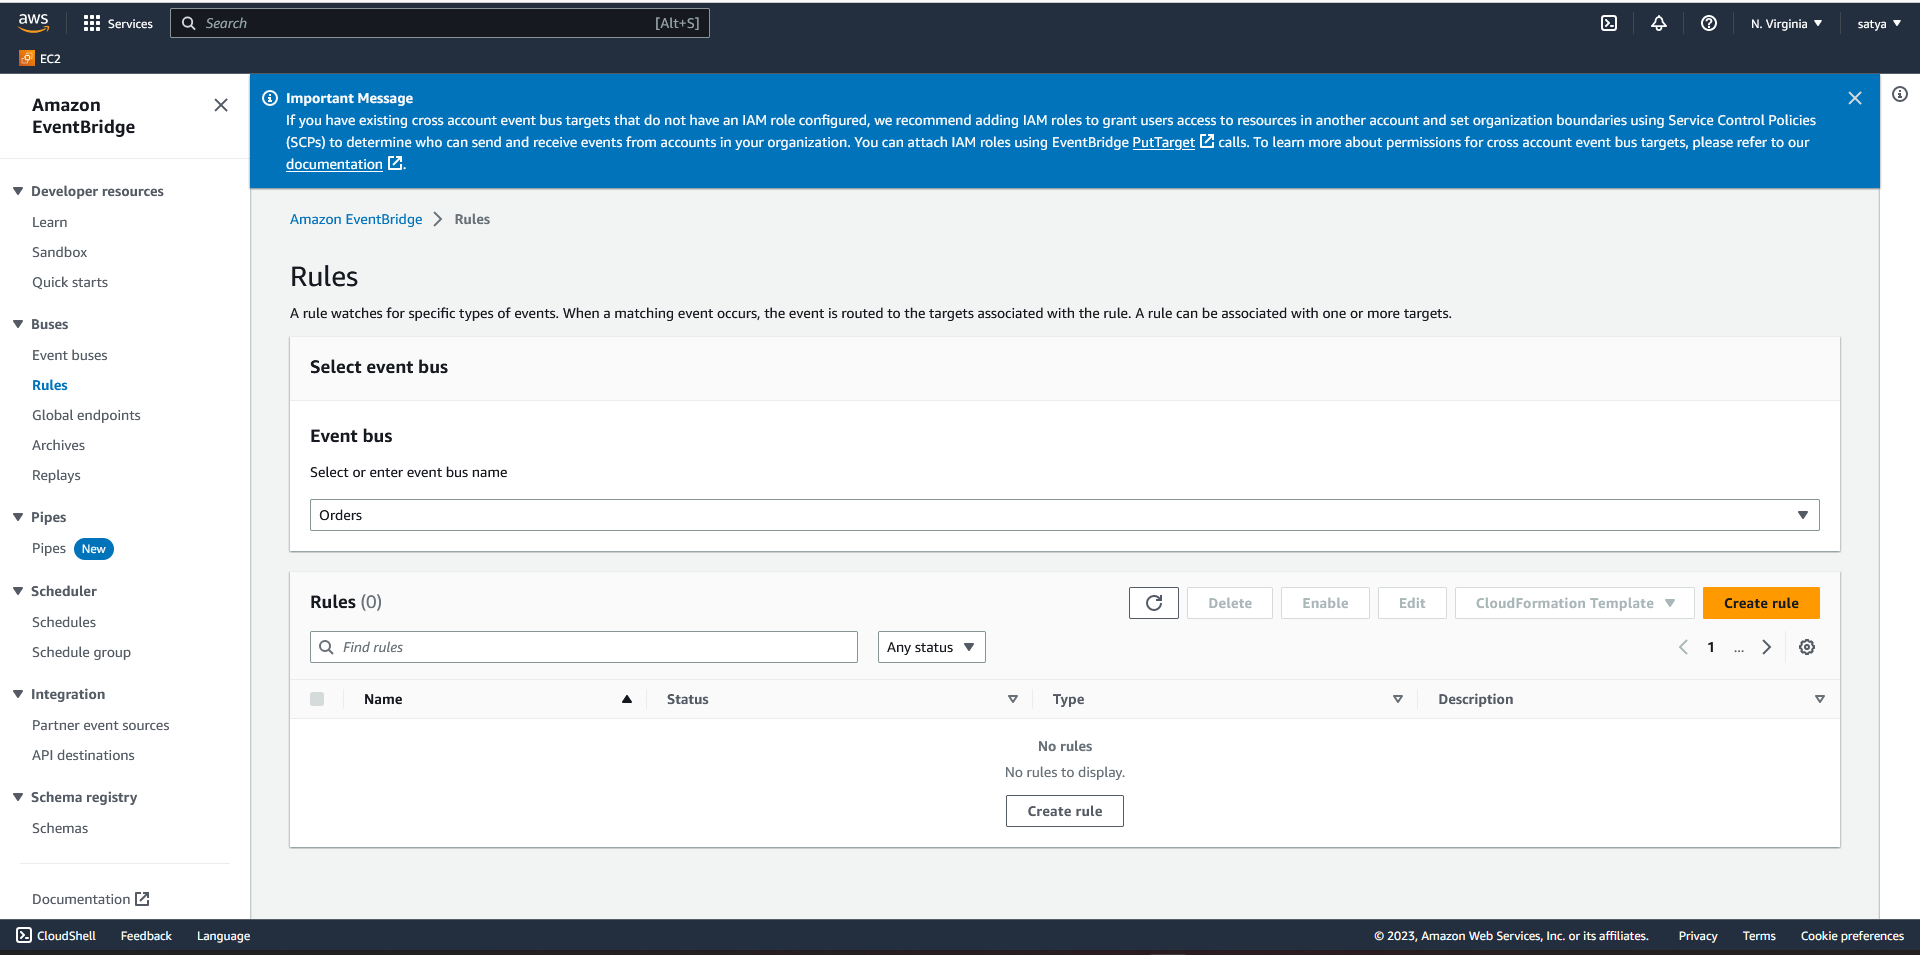 aws
Services
Search
[Alt+S]
N. Virginia
satya
EC2
Amazon
EventBridge
Developer resources
Learn
Sandbox
Quick starts
Buses
Event buses
Rules
Global endpoints
Archives
Replays
Pipes
Pipes New
Scheduler
Schedules
Schedule group
Integration
Partner event sources
API destinations
Schema registry
Schemas
Documentation
Important Message
If you have existing cross account event bus targets that do not have an IAM role configured, we recommend adding IAM roles to grant users access to resources in another account and set organization boundaries using Service Control Policies
(SCPs) to determine who can send and receive events from accounts in your organization. You can attach IAM roles using EventBridge PutTarget calls. To learn more about permissions for cross account event bus targets, please refer to our
documentation.
Amazon EventBridge > Rules
Rules
A rule watches for specific types of events. When a matching event occurs, the event is routed to the targets associated with the rule. A rule can be associated with one or more targets.
Select event bus
Event bus
Select or enter event bus name
Orders
Rules (0)
Delete
Enable
Edit
CloudFormation Template
Create rule
Find rules
Any status
1 ...
Name
Status
Type
Description
No rules
No rules to display.
Create rule
CloudShell
Feedback
Language
© 2023, Amazon Web Services, Inc. or its affiliates.
Privacy
Terms
Cookie preferences